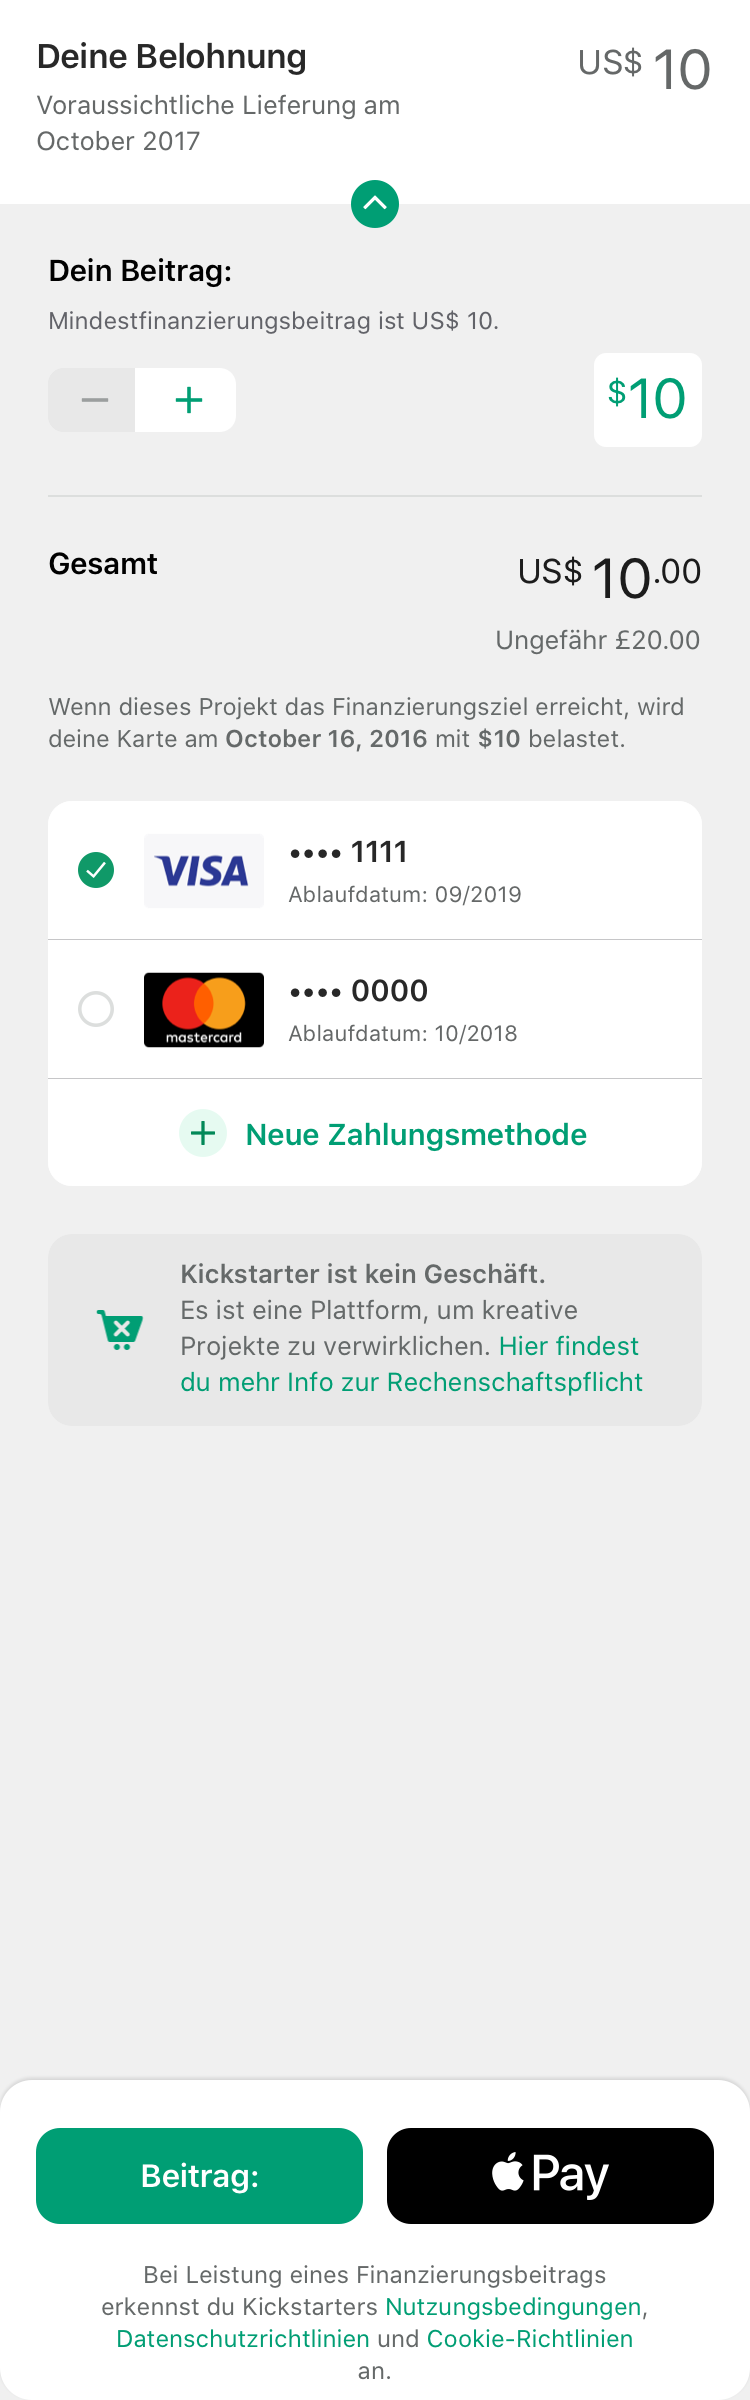 Deine Belohnung
US$ 10
Voraussichtliche Lieferung am
October 2017
Dein Beitrag:
Mindestfinanzierungsbeitrag ist US$ 10.
− +
$10
Gesamt
US$ 10.00
Ungefähr £20.00
Wenn dieses Projekt das Finanzierungsziel erreicht, wird
deine Karte am October 16, 2016 mit $10 belastet.
VISA
•••• 1111
Ablaufdatum: 09/2019
mastercard
•••• 0000
Ablaufdatum: 10/2018
+ Neue Zahlungsmethode
Kickstarter ist kein Geschäft.
Es ist eine Plattform, um kreative
Projekte zu verwirklichen. Hier findest
du mehr Info zur Rechenschaftspflicht
Beitrag:
Pay
Bei Leistung eines Finanzierungsbeitrags
erkennst du Kickstarters Nutzungsbedingungen,
Datenschutzrichtlinien und Cookie-Richtlinien
an.